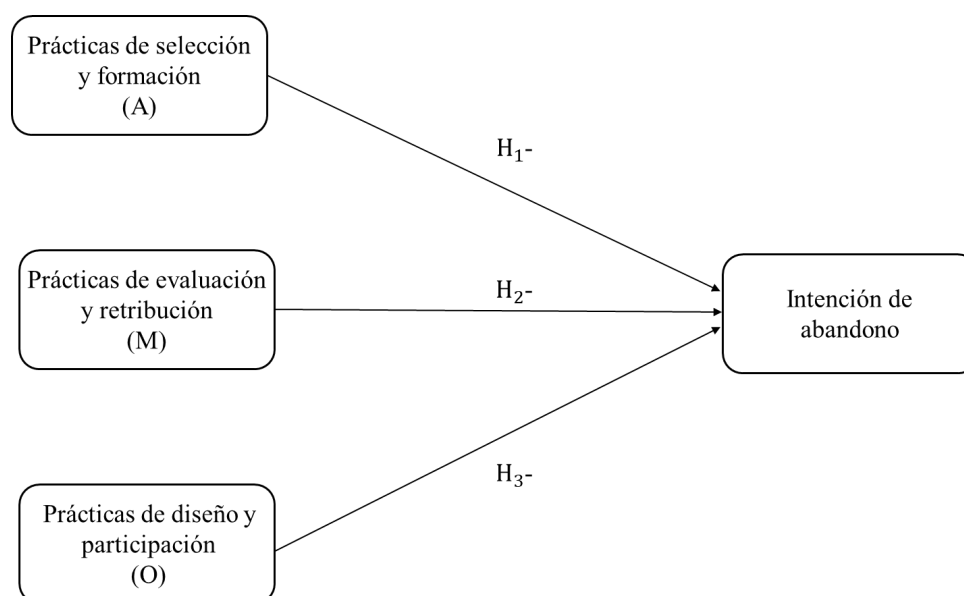 Prácticas de selección
y formación
(A)
H₁-
Prácticas de evaluación
y retribución
(M)
H₂-
Intención de
abandono
H₃-
Prácticas de diseño y
participación
(O)